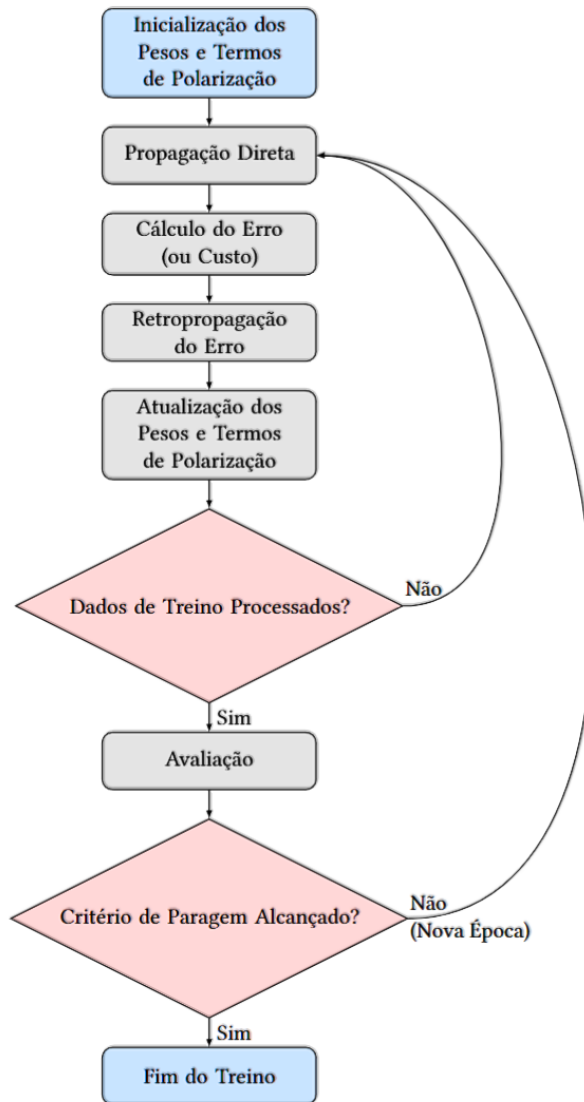 Inicialização dos
Pesos e Termos
de Polarização
Propagação Direta
Cálculo do Erro
(ou Custo)
Retropropagação
do Erro
Atualização dos
Pesos e Termos
de Polarização
Dados de Treino Processados?
Não
Sim
Avaliação
Critério de Paragem Alcançado?
Não
(Nova Época)
Sim
Fim do Treino